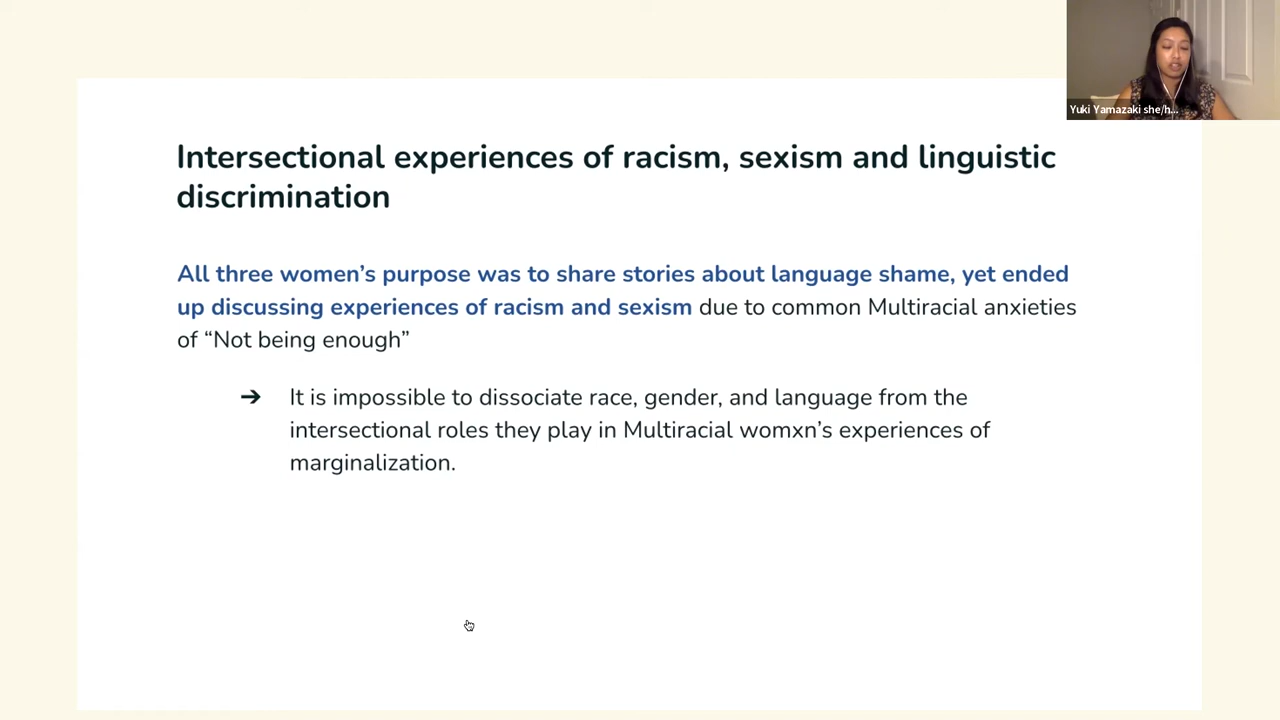 Yuki Yamazaki she/h...
Intersectional experiences of racism, sexism and linguistic
discrimination
All three women’s purpose was to share stories about language shame, yet ended
up discussing experiences of racism and sexism due to common Multiracial anxieties
of “Not being enough”
➔ It is impossible to dissociate race, gender, and language from the
intersectional roles they play in Multiracial womxn’s experiences of
marginalization.